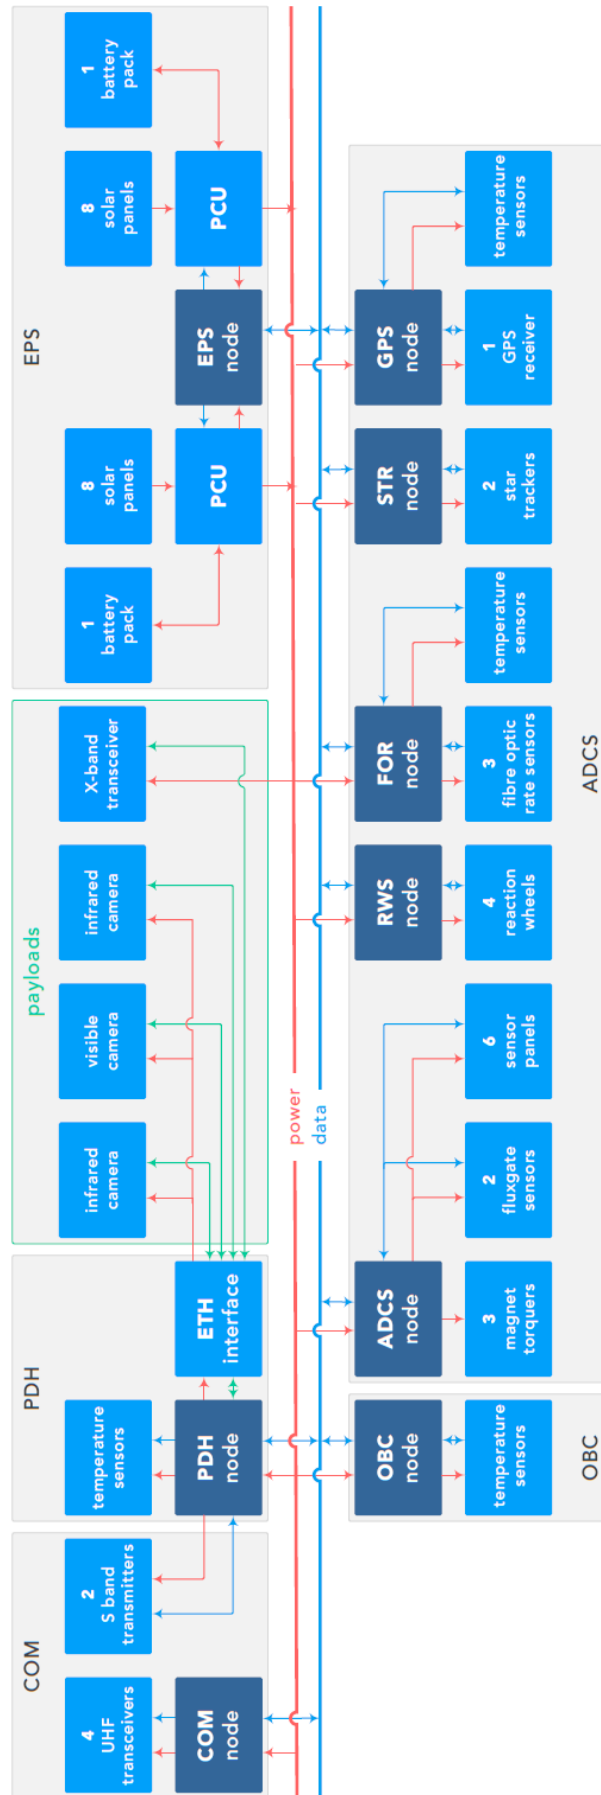 EPS
1
battery
pack
8
solar
panels
PCU
EPS
node
8
solar
panels
PCU
1
battery
pack
payloads
X-band
transceiver
infrared
camera
visible
camera
infrared
camera
PDH
ETH
interface
temperature
sensors
PDH
node
COM
2
S band
transmitters
4
UHF
transceivers
COM
node
power
data
ADCS
temperature
sensors
GPS
node
1
GPS
receiver
STR
node
2
star
trackers
temperature
sensors
FOR
node
3
fibre optic
rate sensors
RWS
node
4
reaction
wheels
6
sensor
panels
2
fluxgate
sensors
ADCS
node
3
magnet
torquers
OBC
OBC
node
temperature
sensors